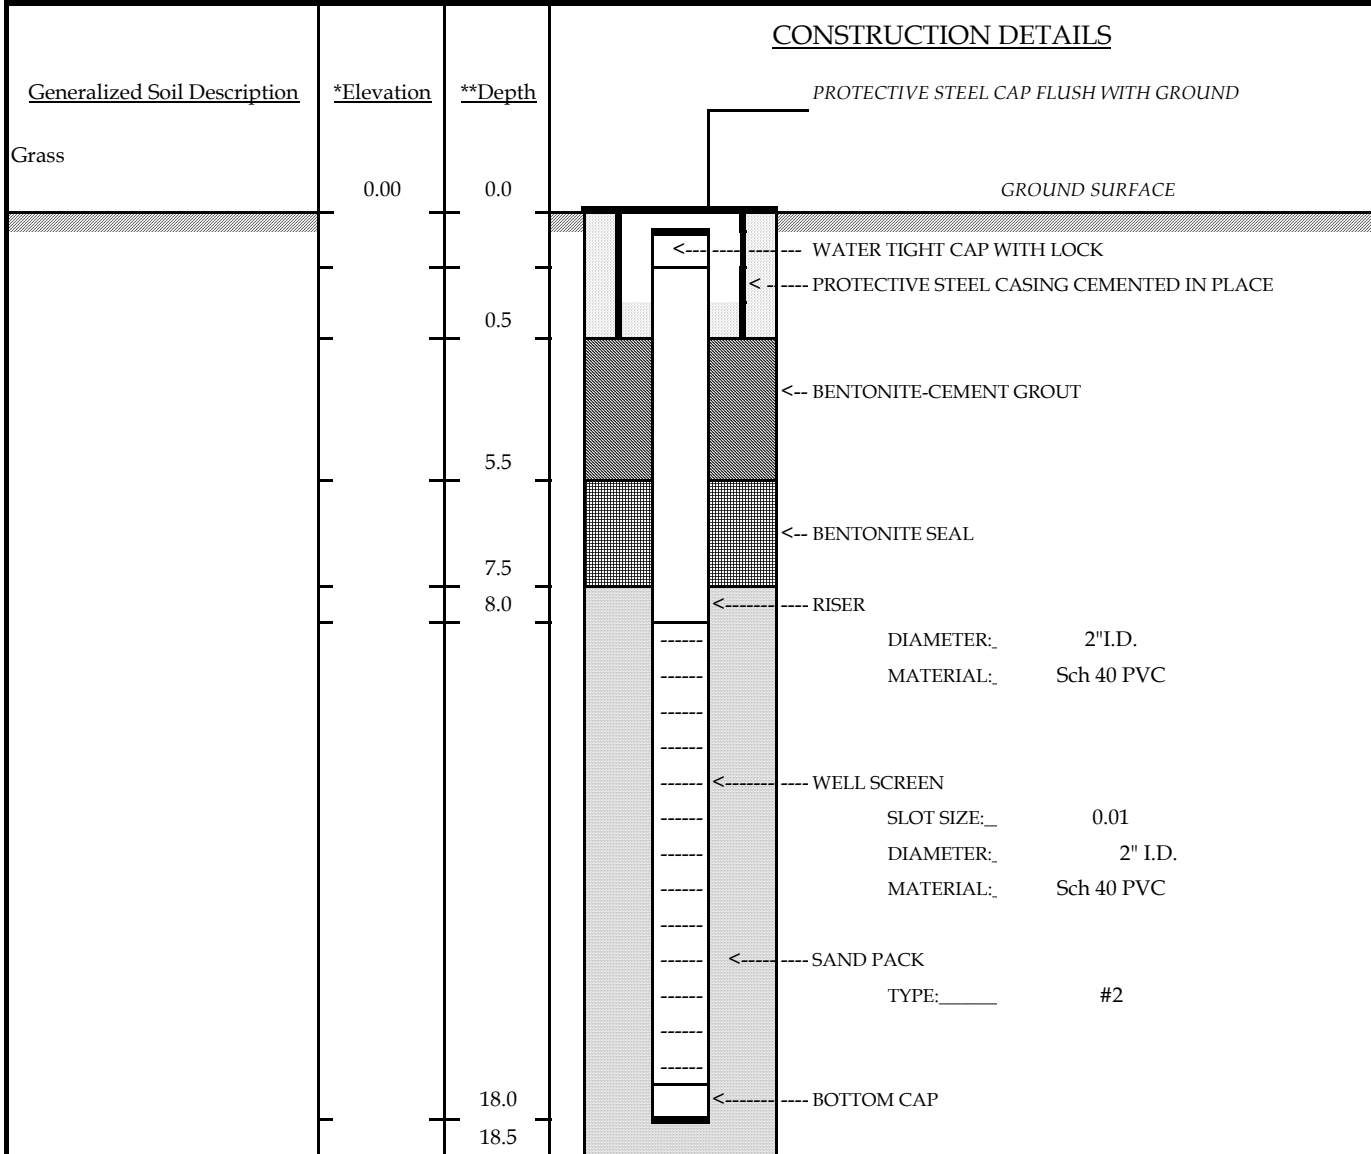 CONSTRUCTION DETAILS
Generalized Soil Description *Elevation **Depth PROTECTIVE STEEL CAP FLUSH WITH GROUND
Grass
0.00 0.0 GROUND SURFACE
<---------------- WATER TIGHT CAP WITH LOCK
<------ PROTECTIVE STEEL CASING CEMENTED IN PLACE
0.5
<-- BENTONITE-CEMENT GROUT
5.5
<-- BENTONITE SEAL
7.5
8.0 <----------- RISER
------ DIAMETER:_ 2"I.D.
------ MATERIAL:_ Sch 40 PVC
------
------
------ <----------- WELL SCREEN
------ SLOT SIZE:_ 0.01
------ DIAMETER:_ 2" I.D.
------ MATERIAL:_ Sch 40 PVC
------
------ <--------- SAND PACK
------ TYPE:______ #2
------
------
18.0 <----------- BOTTOM CAP
18.5